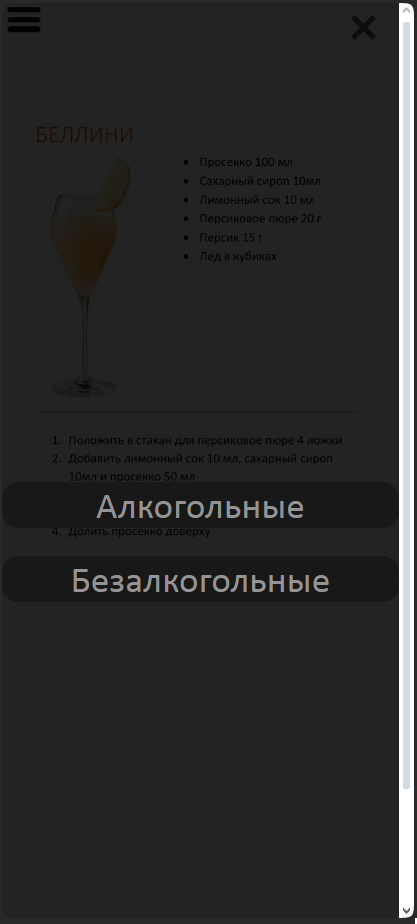 БЕЛЛИНИ
• Просекко 100 мл
• Сахарный сироп 10мл
• Лимонный сок 10 мл
• Персиковое пюре 20 г
• Персик 15 г
• Лед в кубиках
1. Положить в стакан для персиковое пюре 4 ложки
2. Добавить лимонный сок 10 мл, сахарный сироп
10мл и просекко 50 мл
Алкогольные
4. Долить просекко доверху
Безалкогольные